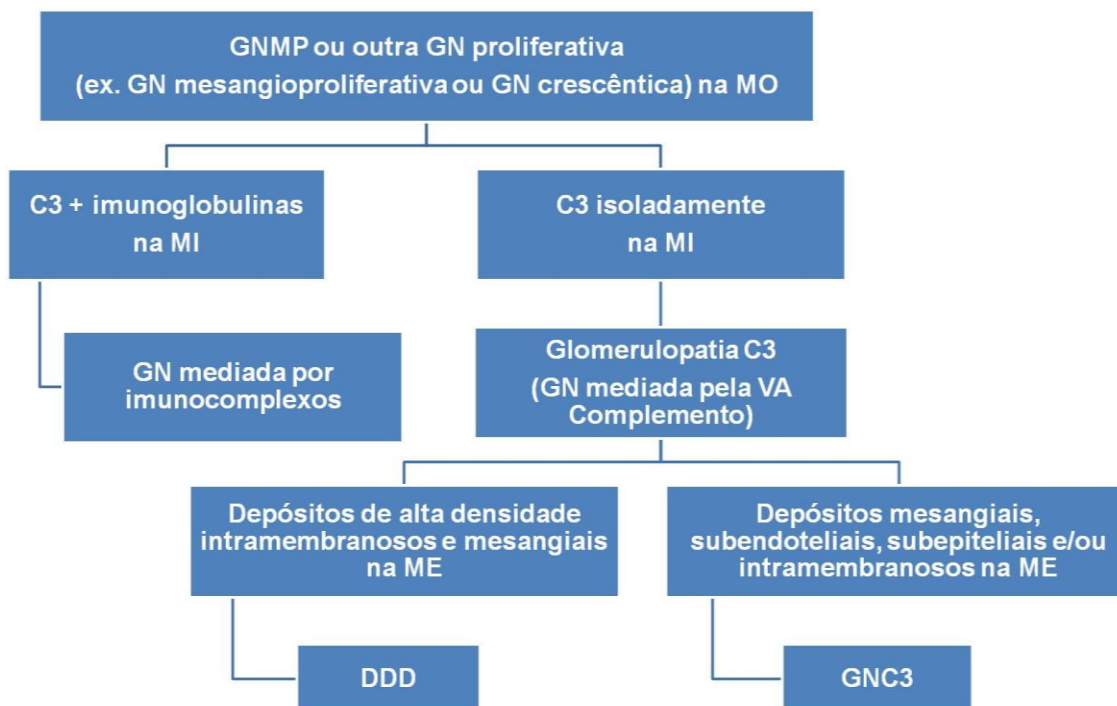 GNMP ou outra GN proliferativa
(ex. GN mesangioproliferativa ou GN crescêntica) na MO
C3 + imunoglobulinas
na MI
C3 isoladamente
na MI
GN mediada por
imunocomplexos
Glomerulopatia C3
(GN mediada pela VA
Complemento)
Depósitos de alta densidade
intramembranosos e mesangiais
na ME
Depósitos mesangiais,
subendoteliais, subepiteliais e/ou
intramembranosos na ME
DDD
GNC3